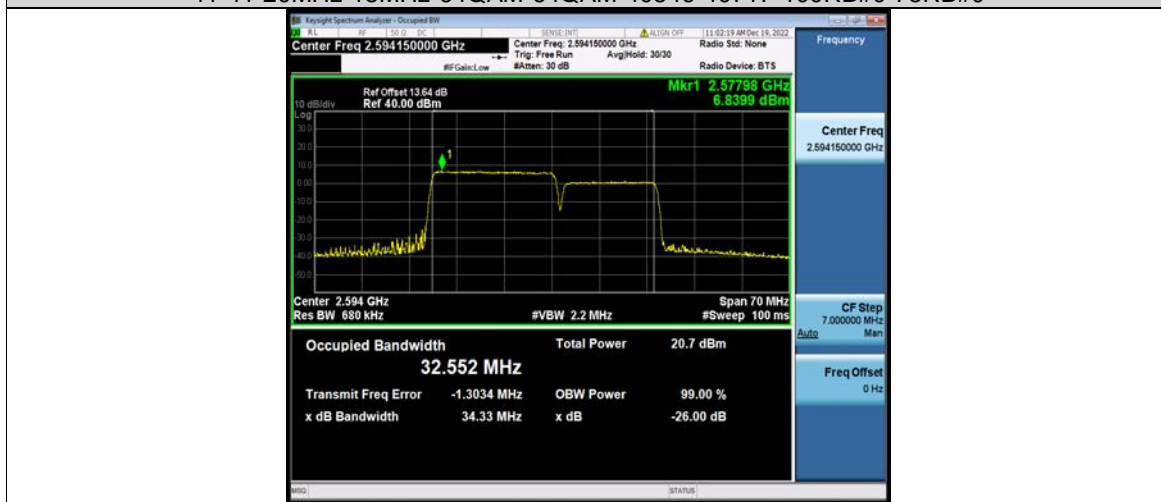 Keysight Spectrum Analyzer - Occupied BW
RL RF 50 Ω DC SENSE:INT ALIGN OFF 11:02:19 AM Dec 19, 2022
Center Freq 2.594150000 GHz
Center Freq: 2.594150000 GHz
Radio Std: None
Trig: Free Run Avg|Hold: 30/30
#IFGain:Low #Atten: 30 dB Radio Device: BTS
Frequency
Mkr1 2.57798 GHz
6.8399 dBm
Ref Offset 13.64 dB
10 dB/div Ref 40.00 dBm
Log
30.0
20.0
10.0
0.00
-10.0
-20.0
-30.0
-40.0
-50.0
1
Center 2.594 GHz Span 70 MHz
Res BW 680 kHz #VBW 2.2 MHz #Sweep 100 ms
Center Freq
2.594150000 GHz
CF Step
7.000000 MHz
Auto Man
Freq Offset
0 Hz
Occupied Bandwidth Total Power 20.7 dBm
32.552 MHz
Transmit Freq Error -1.3034 MHz OBW Power 99.00 %
x dB Bandwidth 34.33 MHz x dB -26.00 dB
MSG STATUS